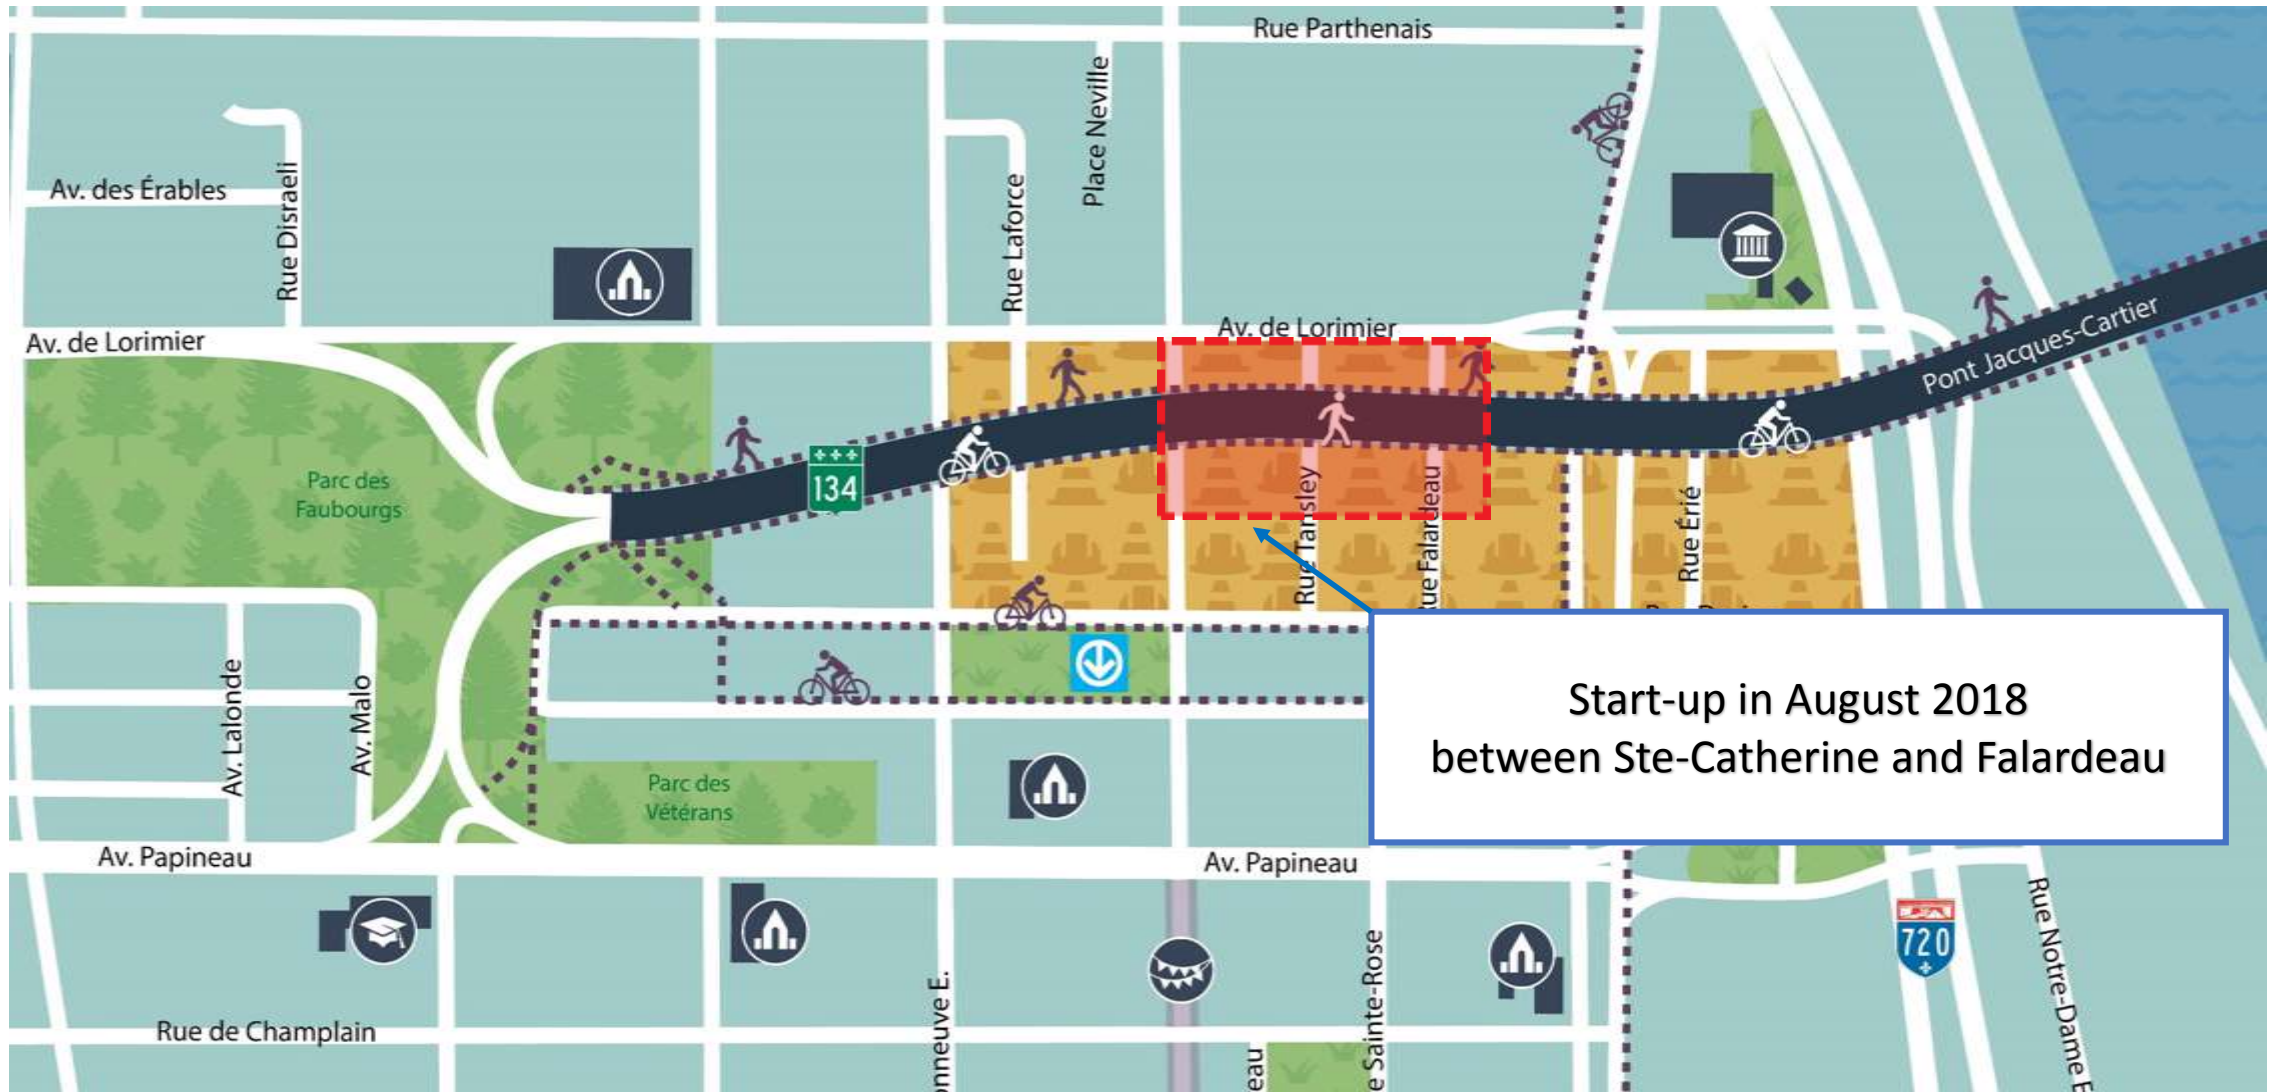 Rue Parthenais
Place Neville
Av. des Érables
Rue Disraeli
Rue Laforce
Av. de Lorimier
Av. de Lorimier
Pont Jacques-Cartier
134
Parc des
Faubourgs
Rue Tansley
Rue Falardeau
Rue Érié
Start-up in August 2018
between Ste-Catherine and Falardeau
Av. Lalonde
Av. Malo
Parc des
Vétérans
Av. Papineau
Av. Papineau
720
Rue Notre-Dame E
onneuve E.
e Sainte-Rose
Rue de Champlain
eau